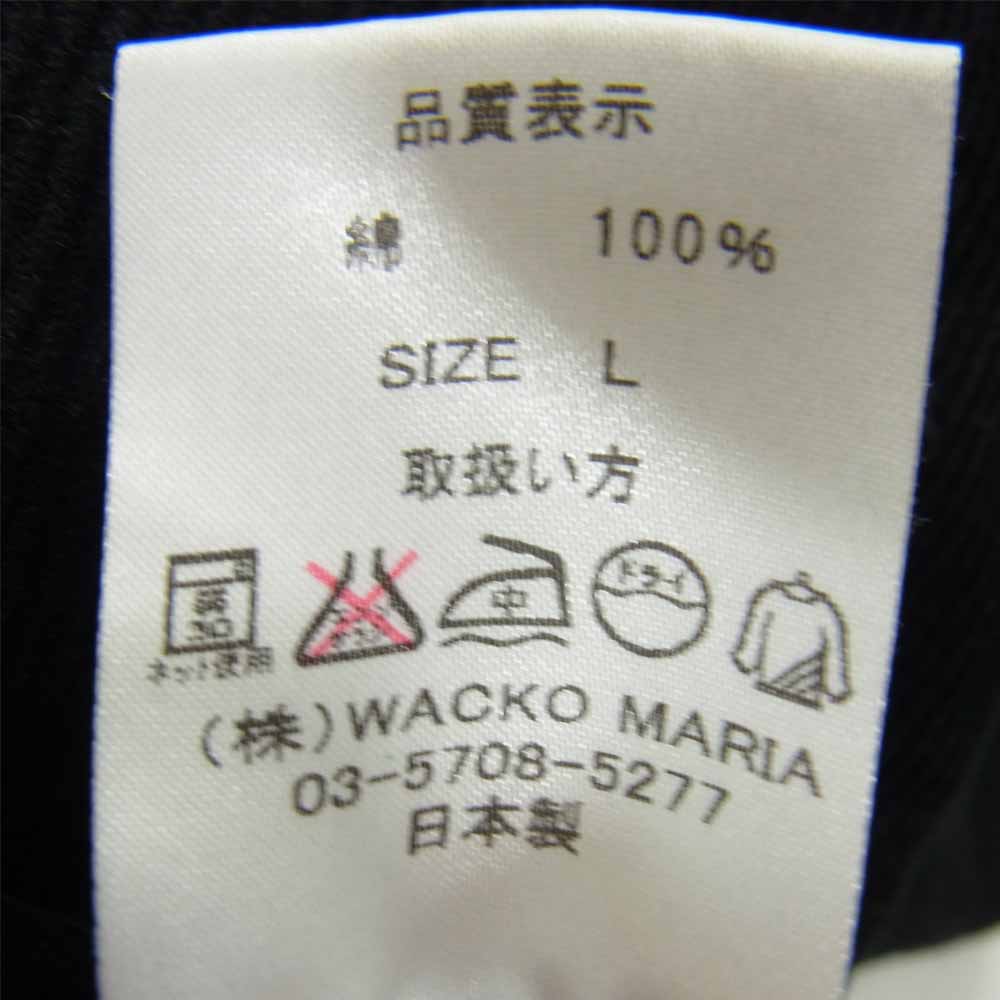 品質表示
綿 100%
SIZE L
取扱い方
弱
30
中
ドライ
ネット使用
(株)WACKO MARIA
03-5708-5277
日本製